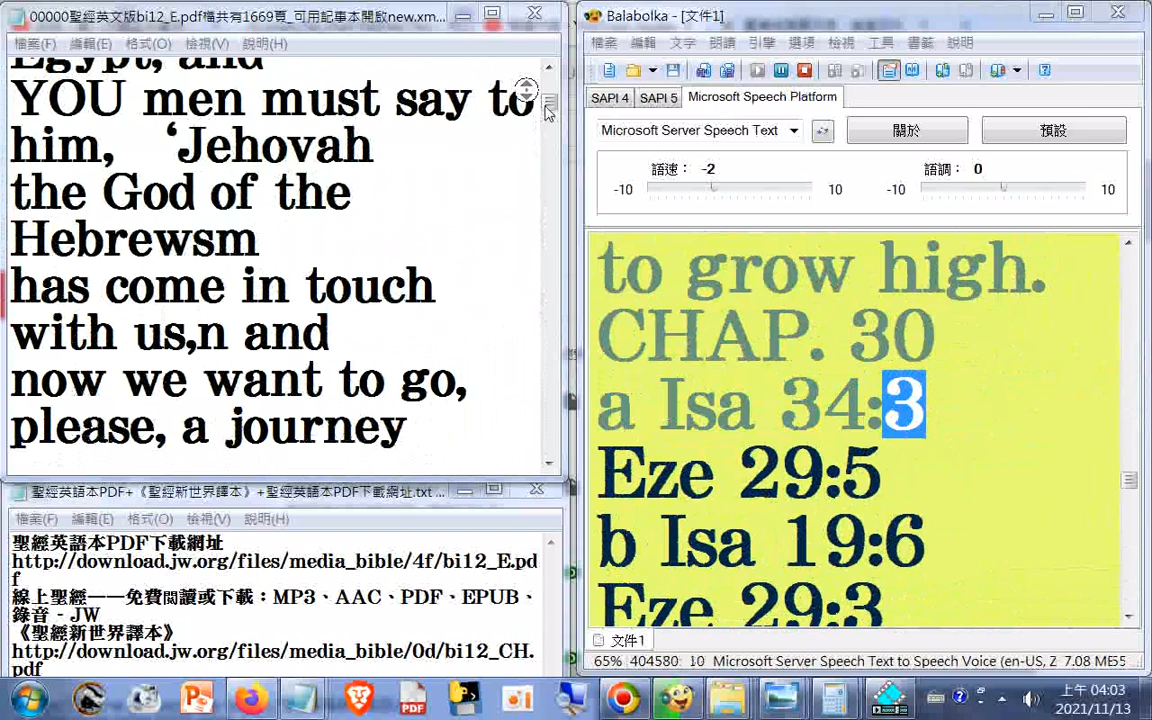 00000聖經英文版bi12_E.pdf檔共有1669頁_可用記事本開啟new.xm...
檔案(F) 編輯(E) 格式(O) 檢視(V) 說明(H)
Egypt, and
YOU men must say to
him, ‘Jehovah
the God of the
Hebrewsm
has come in touch
with us,n and
now we want to go,
please, a journey
聖經英語本PDF+《聖經新世界譯本》+聖經英語本PDF下載網址.txt ...
檔案(F) 編輯(E) 格式(O) 檢視(V) 說明(H)
聖經英語本PDF下載網址
http://download.jw.org/files/media_bible/4f/bi12_E.pd
f
線上聖經——免費閱讀或下載：MP3、AAC、PDF、EPUB、
錄音 - JW
《聖經新世界譯本》
http://download.jw.org/files/media_bible/0d/bi12_CH.
pdf
Balabolka - [文件1]
檔案 編輯 文字 朗讀 引擎 選項 檢視 工具 書籤 說明
SAPI 4 SAPI 5 Microsoft Speech Platform
Microsoft Server Speech Text 關於 預設
語速： -2 語調： 0
-10 10 -10 10
to grow high.
CHAP. 30
a Isa 34:3
Eze 29:5
b Isa 19:6
Eze 29:3
文件1
65% 404580: 10 Microsoft Server Speech Text to Speech Voice (en-US, Z 7.08 ME55
PDF
上午 04:03
2021/11/13